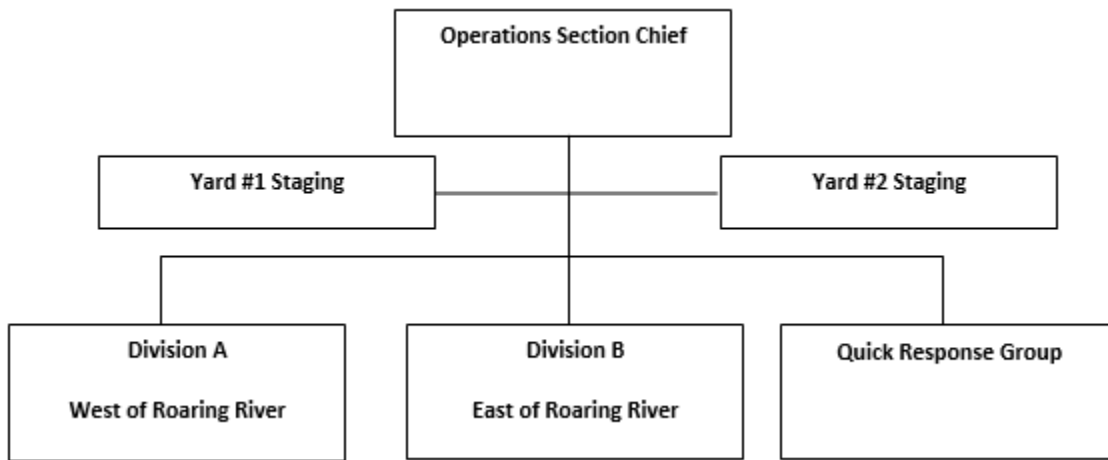 Operations Section Chief
Yard #1 Staging
Yard #2 Staging
Division A
West of Roaring River
Division B
East of Roaring River
Quick Response Group